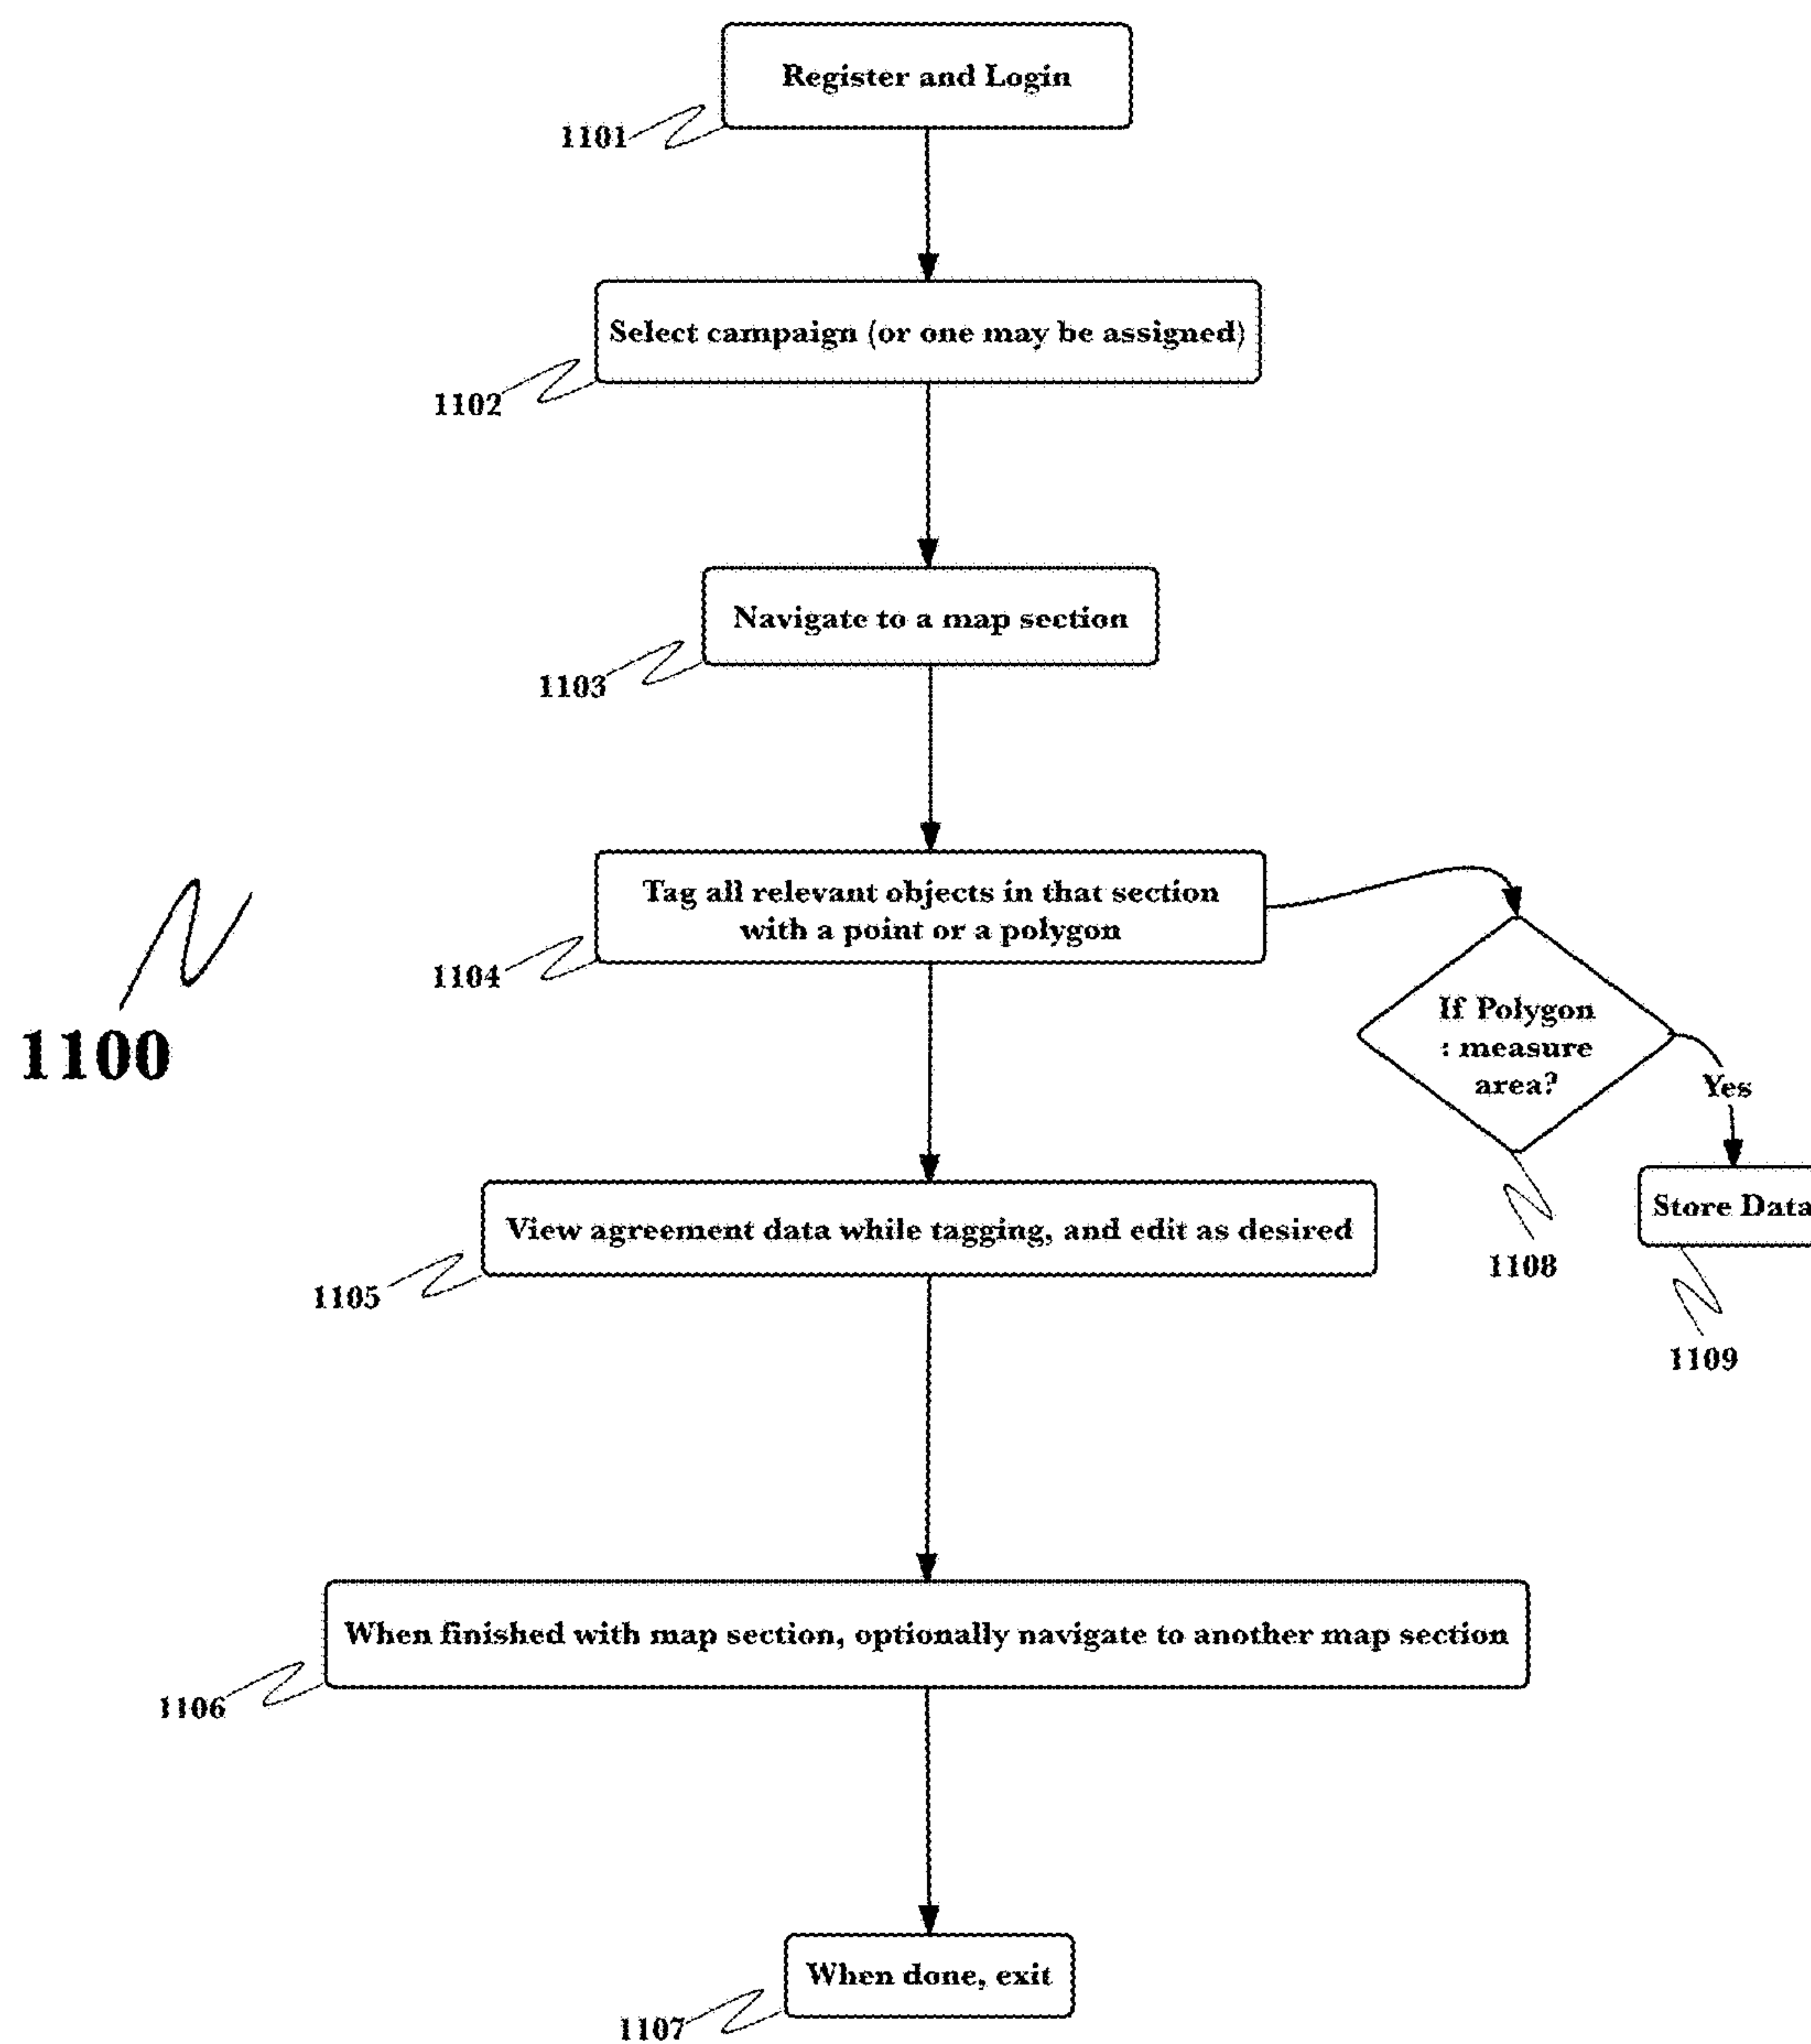 Register and Login
1101
Select campaign (or one may be assigned)
1102
Navigate to a map section
1103
Tag all relevant objects in that section
with a point or a polygon
1104
1100
If Polygon
: measure
area?
Yes
Store Data
1108
1109
View agreement data while tagging, and edit as desired
1105
When finished with map section, optionally navigate to another map section
1106
When done, exit
1107